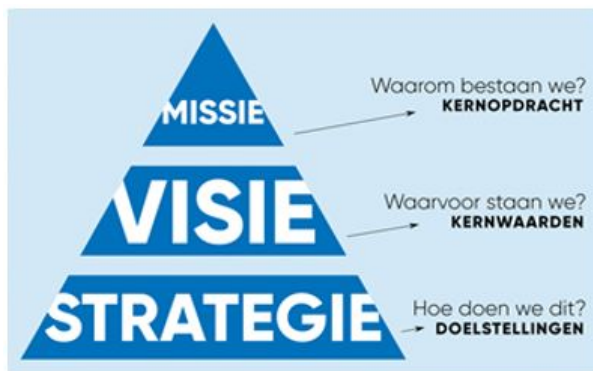 MISSIE
Waarom bestaan we?
KERNOPDRACHT
VISIE
Waarvoor staan we?
KERNWAARDEN
STRATEGIE
Hoe doen we dit?
DOELSTELLINGEN